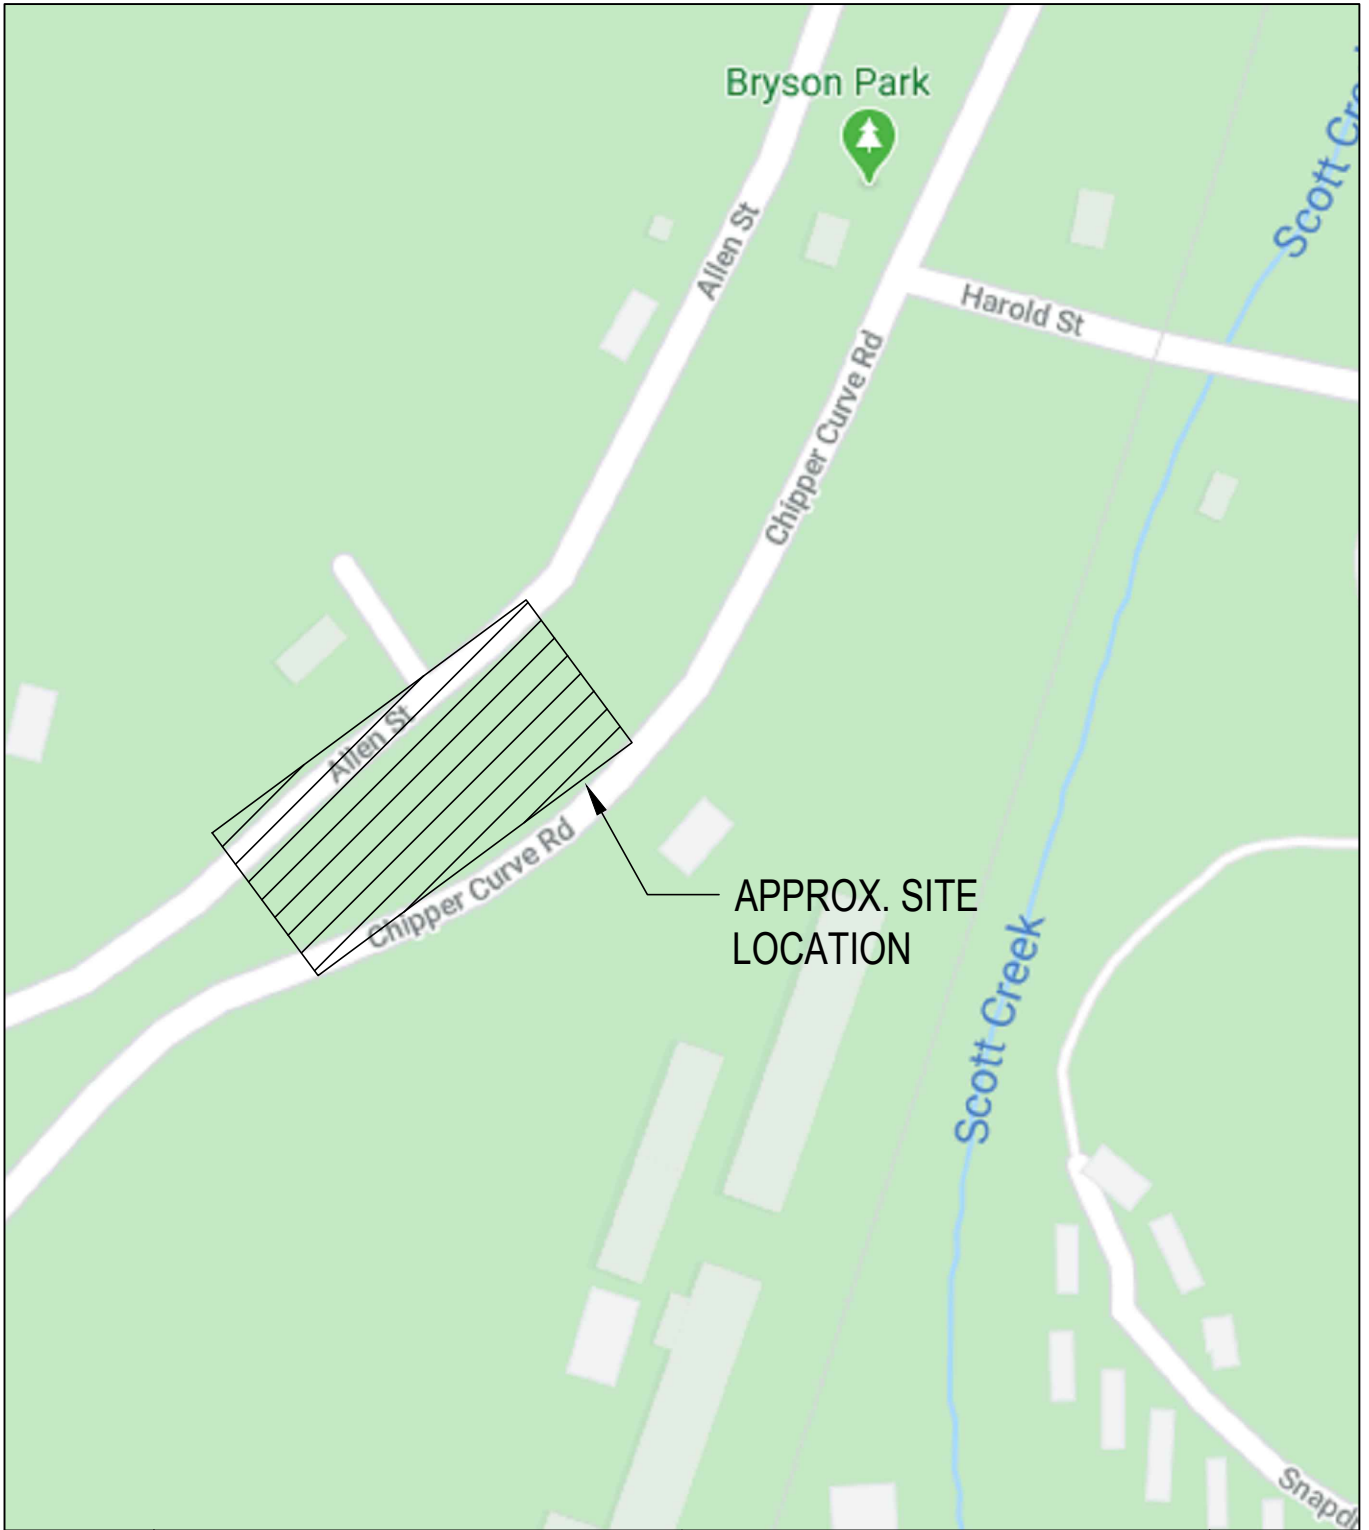 Bryson Park
Scott Cre
Allen St
Harold St
Chipper Curve Rd
Allen St
Chipper Curve Rd
APPROX. SITE
LOCATION
Scott Creek
Snapd